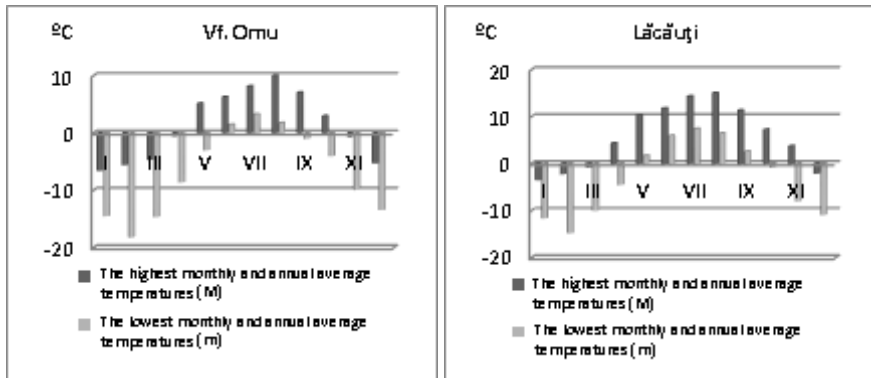 ºC Vf. Omu
10
0
-10
-20
I III V VII IX XI
The highest monthly and annual average
temperatures (M)
The lowest monthly and annual average
temperatures (m)
ºC Lăcăuţi
20
10
0
-10
-20
I III V VII IX XI
The highest monthly and annual average
temperatures (M)
The lowest monthly and annual average
temperatures (m)